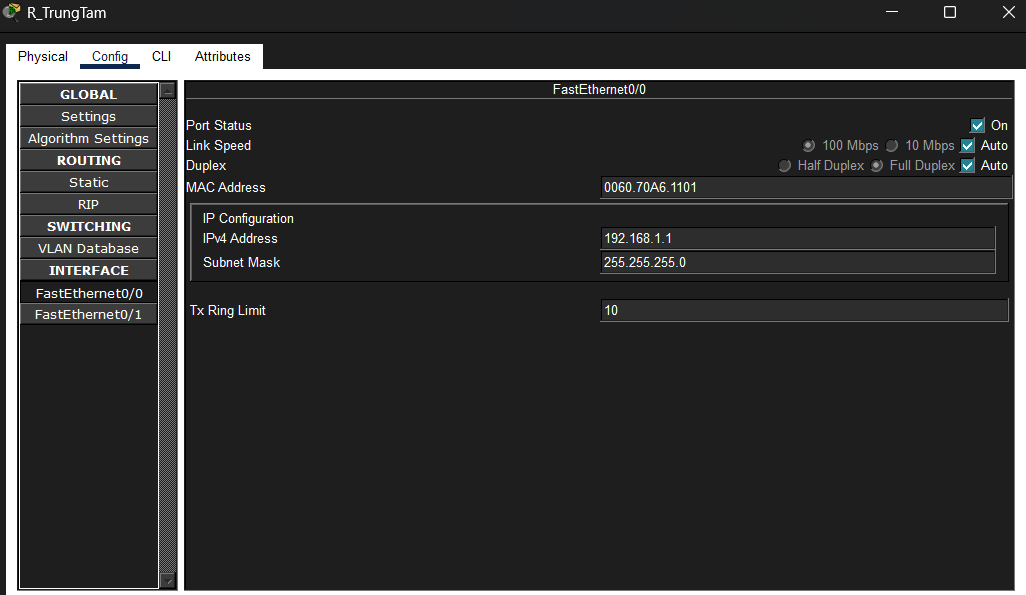 R_TrungTam
Physical Config CLI Attributes
GLOBAL
Settings
Algorithm Settings
ROUTING
Static
RIP
SWITCHING
VLAN Database
INTERFACE
FastEthernet0/0
FastEthernet0/1
FastEthernet0/0
Port Status On
Link Speed 100 Mbps 10 Mbps Auto
Duplex Half Duplex Full Duplex Auto
MAC Address 0060.70A6.1101
IP Configuration
IPv4 Address 192.168.1.1
Subnet Mask 255.255.255.0
Tx Ring Limit 10